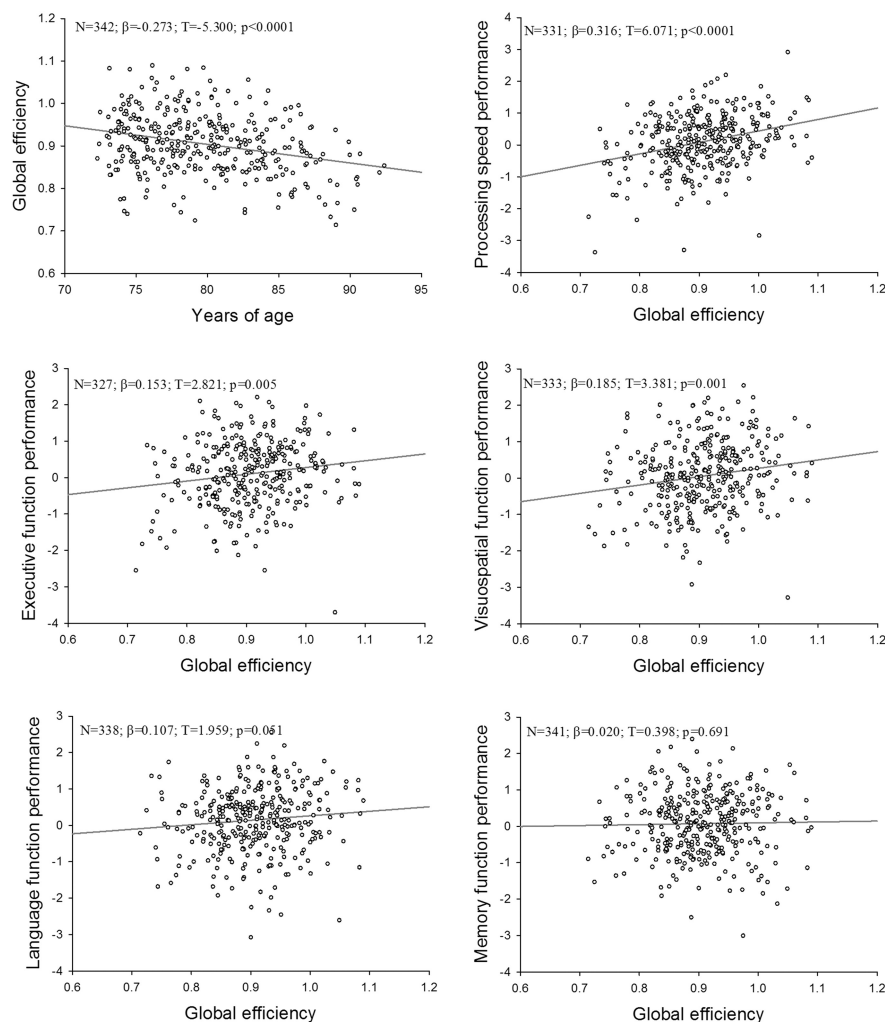 N=342; β=-0.273; T=-5.300; p<0.0001
1.2
1.1
1.0
0.9
0.8
0.7
0.6
Global efficiency
70 75 80 85 90 95
Years of age
N=331; β=0.316; T=6.071; p<0.0001
4
3
2
1
0
-1
-2
-3
-4
Processing speed performance
0.6 0.7 0.8 0.9 1.0 1.1 1.2
Global efficiency
N=327; β=0.153; T=2.821; p=0.005
3
2
1
0
-1
-2
-3
-4
Executive function performance
0.6 0.7 0.8 0.9 1.0 1.1 1.2
Global efficiency
N=333; β=0.185; T=3.381; p=0.001
3
2
1
0
-1
-2
-3
-4
Visuospatial function performance
0.6 0.7 0.8 0.9 1.0 1.1 1.2
Global efficiency
N=338; β=0.107; T=1.959; p=0.051
3
2
1
0
-1
-2
-3
-4
Language function performance
0.6 0.7 0.8 0.9 1.0 1.1 1.2
Global efficiency
N=341; β=0.020; T=0.398; p=0.691
3
2
1
0
-1
-2
-3
-4
Memory function performance
0.6 0.7 0.8 0.9 1.0 1.1 1.2
Global efficiency